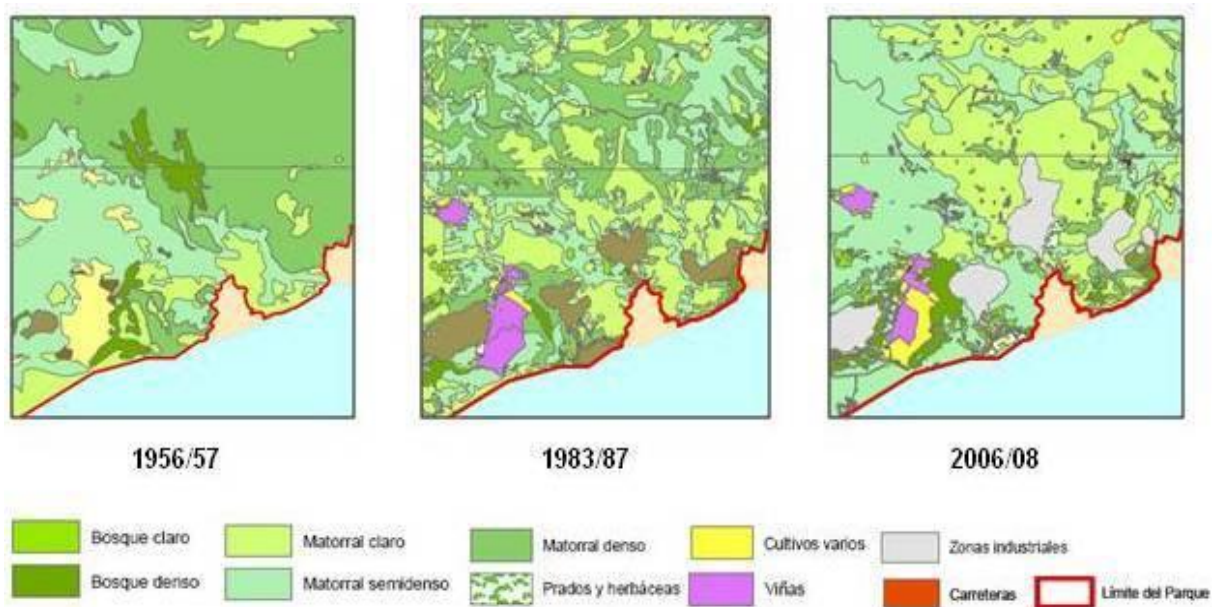 1956/57 1983/87 2006/08
Bosque claro Matorral claro Matorral denso Cultivos varios Zonas industriales
Bosque denso Matorral semidenso Prados y herbáceas Viñas Carreteras Límite del Parque